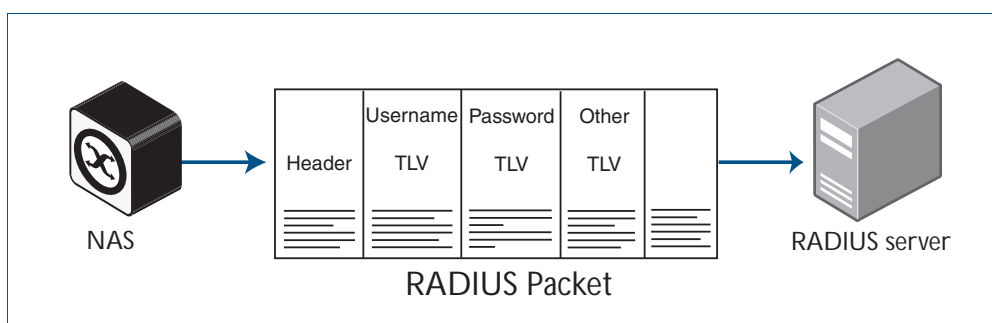 Username Password Other
Header TLV TLV TLV
NAS
RADIUS server
RADIUS Packet